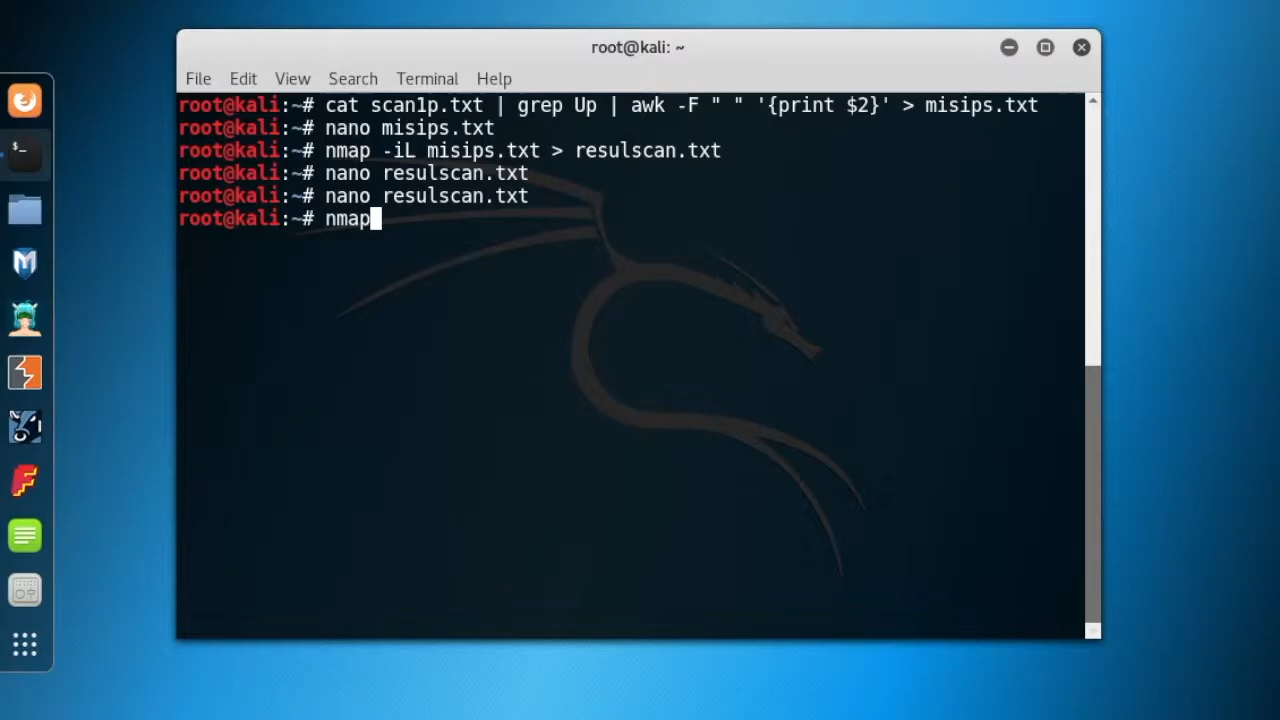 root@kali: ~
File Edit View Search Terminal Help
root@kali:~# cat scan1p.txt | grep Up | awk -F " " '{print $2}' > misips.txt
root@kali:~# nano misips.txt
root@kali:~# nmap -iL misips.txt > resulscan.txt
root@kali:~# nano resulscan.txt
root@kali:~# nano resulscan.txt
root@kali:~# nmap